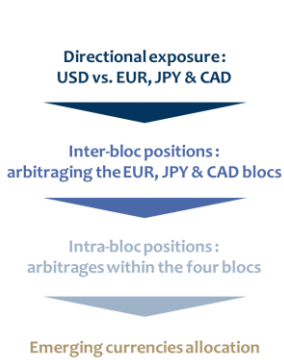 Directional exposure:
USD vs. EUR, JPY & CAD
Inter-bloc positions:
arbitraging the EUR, JPY & CAD blocs
Intra-bloc positions:
arbitrages within the four blocs
Emerging currencies allocation